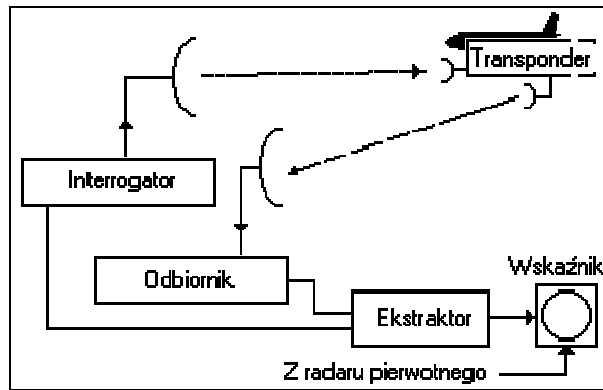 Transponder
Interrogator
Odbiornik.
Wskaźnik
Ekstraktor
Z radaru pierwotnego